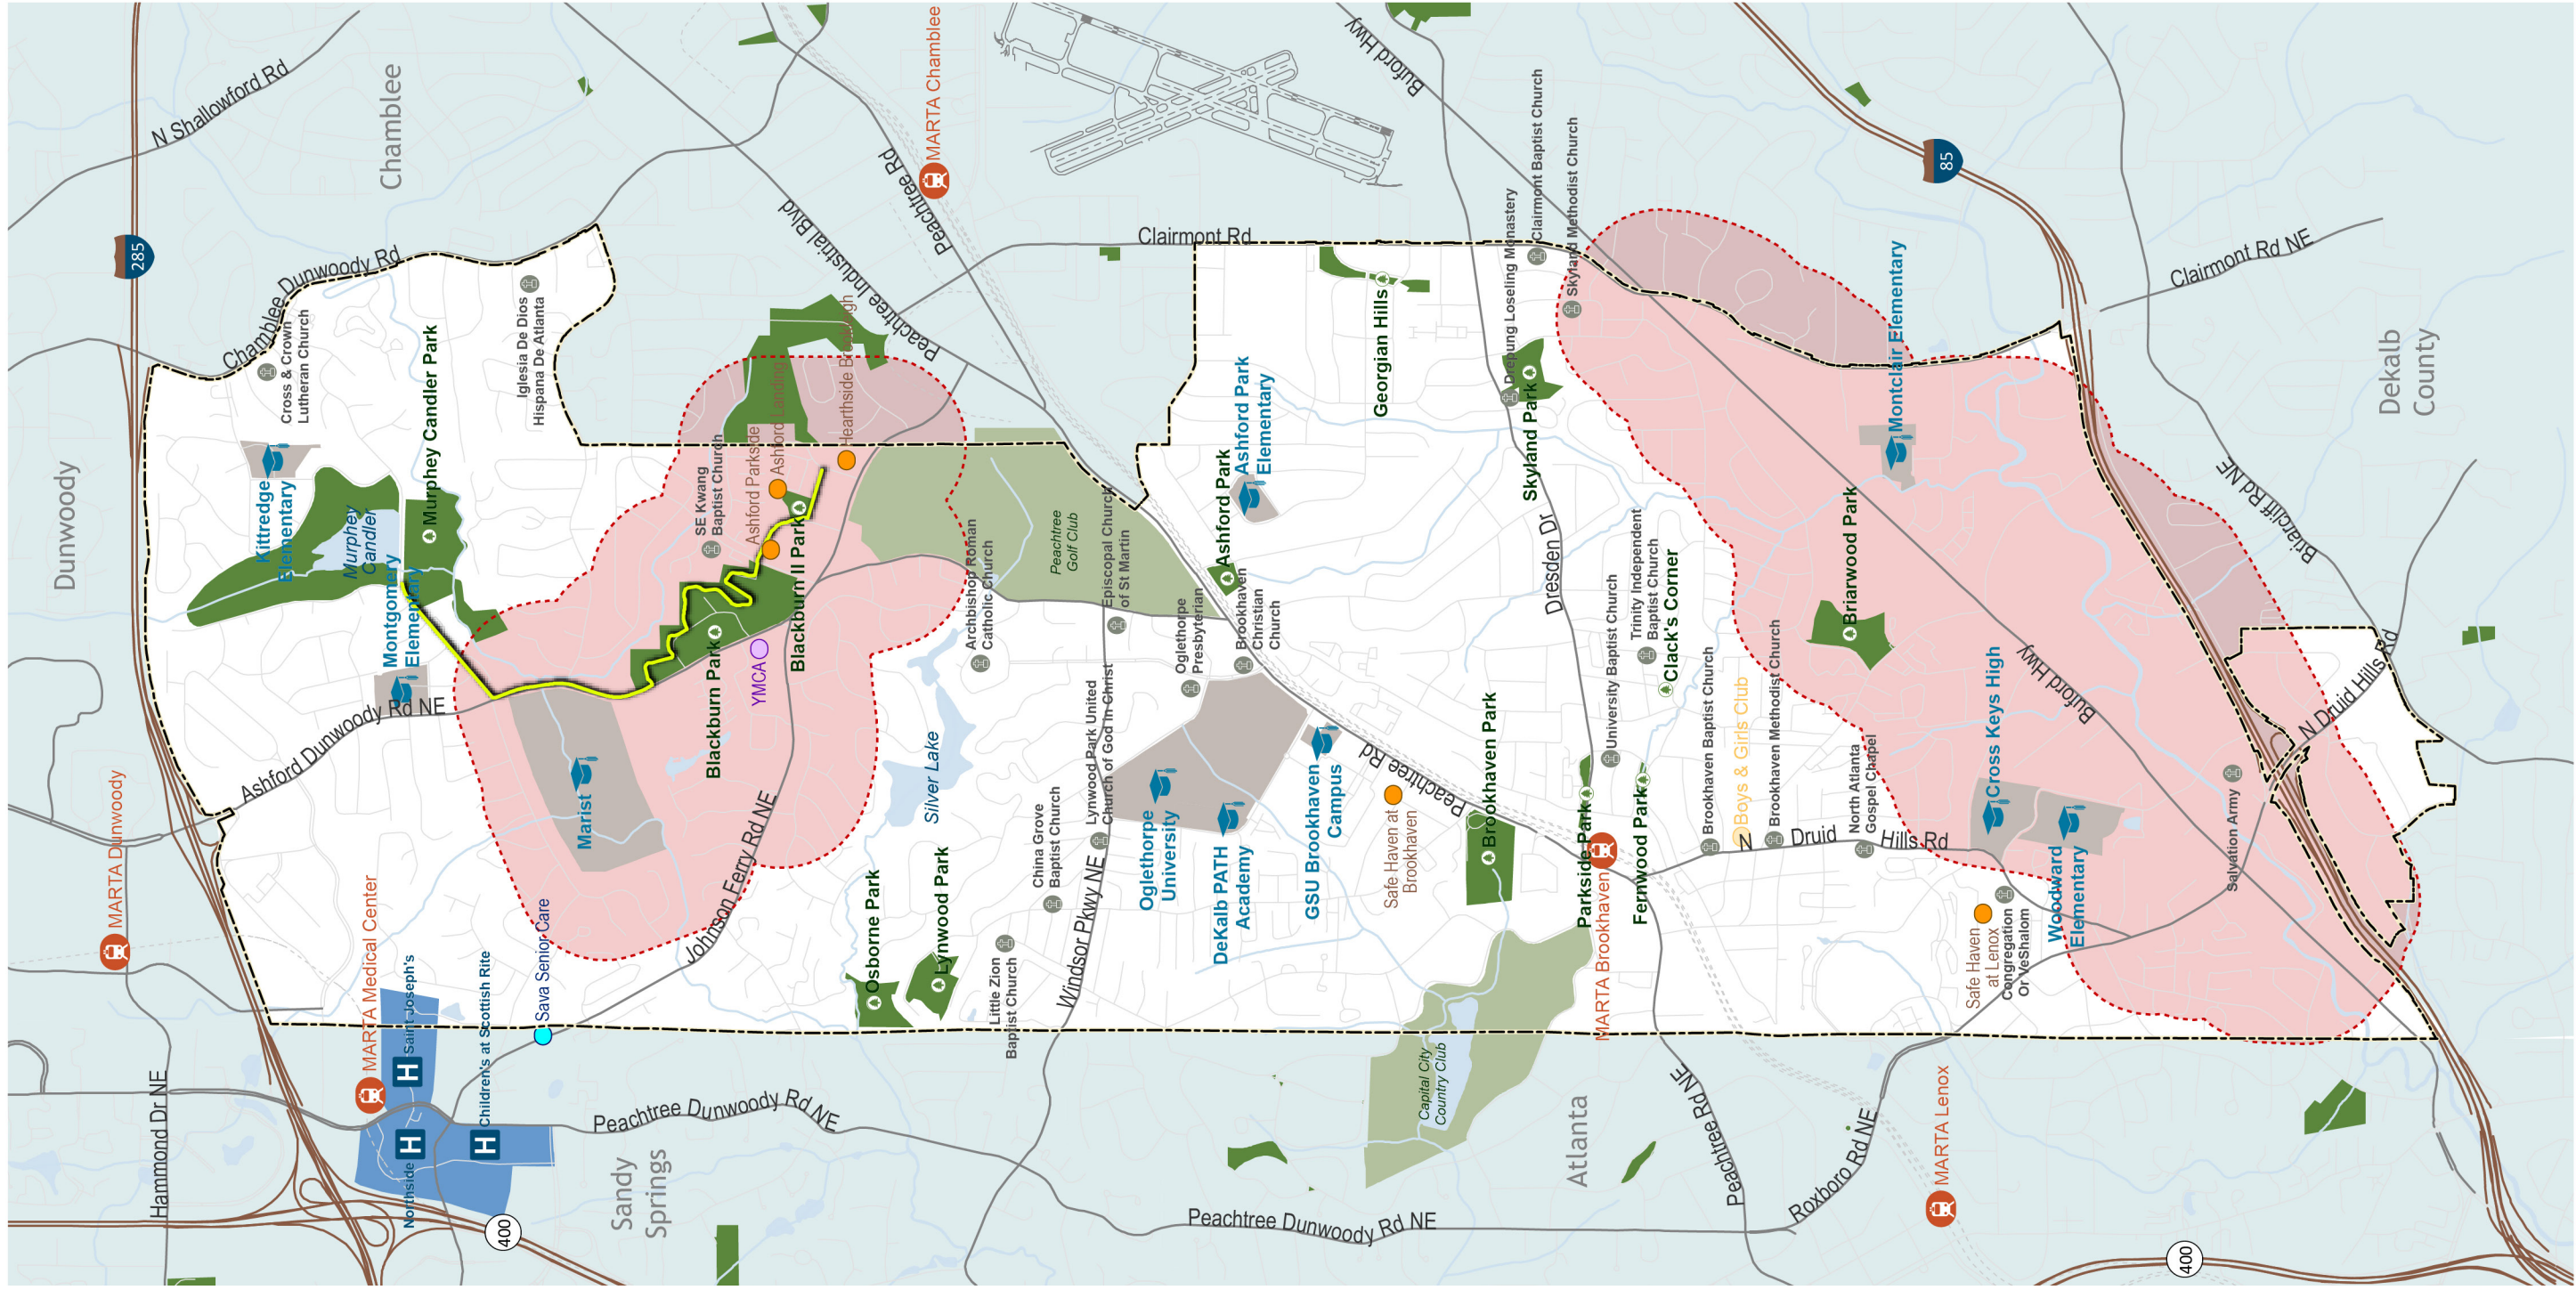 Dunwoody
N Shallowford Rd
Chamblee
285
Chamblee Dunwoody Rd
Cross & Crown
Lutheran Church
Iglesia De Dios
Hispana De Atlanta
Kittredge
Elementary
Murphey
Candler
Murphey Candler Park
Montgomery
Elementary
Ashford Dunwoody Rd NE
MARTA Dunwoody
MARTA Medical Center
Saint Joseph's
Northside
Children's at Scottish Rite
Sava Senior Care
Hammond Dr NE
400
Sandy
Springs
Peachtree Dunwoody Rd NE
Marist
SE Kwang
Baptist Church
Ashford Parkside
Ashford Landing
Hearthside Brookleigh
Blackburn Park
YMCA
Blackburn II Park
Johnson Ferry Rd NE
Peachtree Industrial Blvd
Peachtree Rd
MARTA Chamblee
Silver Lake
Osborne Park
Lynwood Park
Archbishop Roman
Catholic Church
Peachtree
Golf Club
Episcopal Church
of St Martin
China Grove
Baptist Church
Little Zion
Baptist Church
Lynwood Park United
Church of God In Christ
Windsor Pkwy NE
Oglethorpe
Presbyterian
Brookhaven
Christian
Church
Oglethorpe
University
DeKalb PATH
Academy
GSU Brookhaven
Campus
Clairmont Rd
Ashford Park
Ashford Park
Elementary
Georgian Hills
Peachtree Rd
Safe Haven at
Brookhaven
Brookhaven Park
Capital City
Country Club
Peachtree Dunwoody Rd NE
Buford Hwy
Drepung Loseling Monastery
Clairmont Baptist Church
Skyland Methodist Church
Skyland Park
Dresden Dr
University Baptist Church
Trinity Independent
Baptist Church
Clack's Corner
Parkside Park
Fernwood Park
MARTA Brookhaven
Atlanta
Peachtree Rd NE
Brookhaven Baptist Church
Boys & Girls Club
Brookhaven Methodist Church
N Druid Hills Rd
North Atlanta
Gospel Chapel
Briarwood Park
Montclair Elementary
Cross Keys High
Woodward
Elementary
Safe Haven
at Lenox
Congregation
Or VeShalom
Roxboro Rd NE
MARTA Lenox
Buford Hwy
85
Clairmont Rd NE
Briarcliff Rd NE
Dekalb
County
N Druid Hills Rd
Salvation Army
400